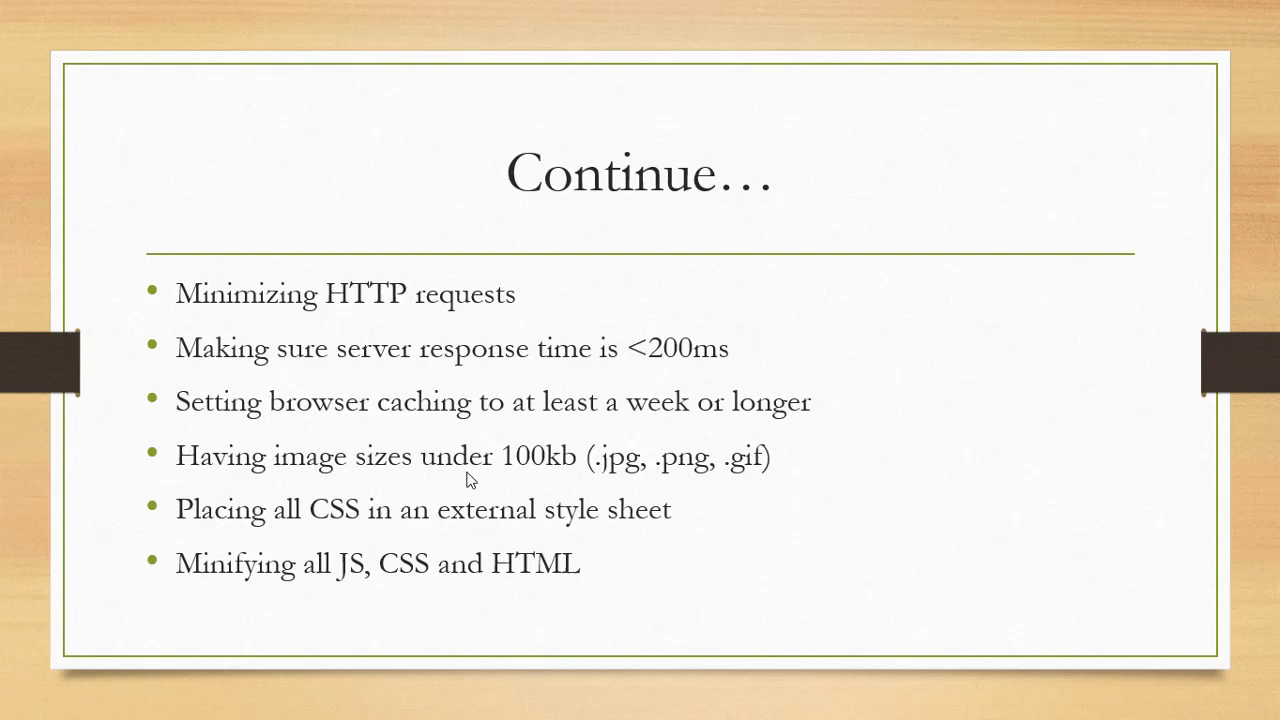 Continue…
• Minimizing HTTP requests
• Making sure server response time is <200ms
• Setting browser caching to at least a week or longer
• Having image sizes under 100kb (.jpg, .png, .gif)
• Placing all CSS in an external style sheet
• Minifying all JS, CSS and HTML